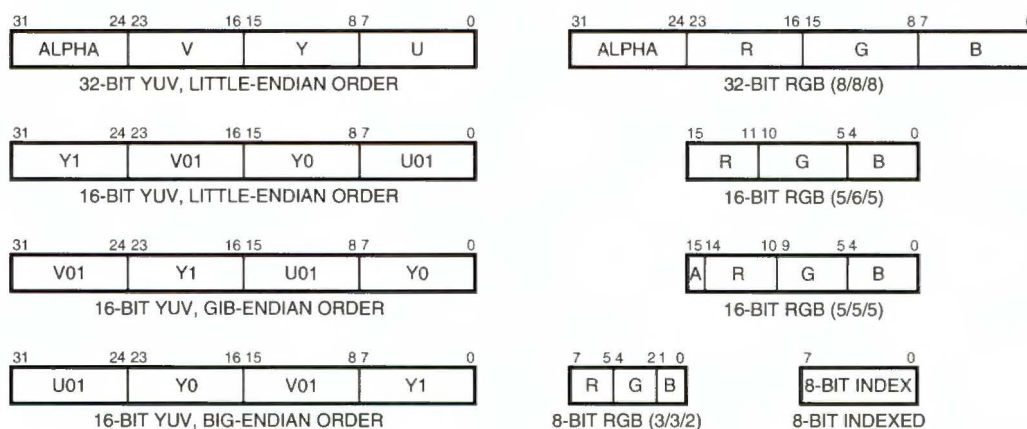 31 24 23 16 15 8 7 0
ALPHA V Y U
32-BIT YUV, LITTLE-ENDIAN ORDER
31 24 23 16 15 8 7 0
Y1 V01 Y0 U01
16-BIT YUV, LITTLE-ENDIAN ORDER
31 24 23 16 15 8 7 0
V01 Y1 U01 Y0
16-BIT YUV, GIB-ENDIAN ORDER
31 24 23 16 15 8 7 0
U01 Y0 V01 Y1
16-BIT YUV, BIG-ENDIAN ORDER
31 24 23 16 15 8 7
ALPHA R G B
32-BIT RGB (8/8/8)
15 11 10 5 4 0
R G B
16-BIT RGB (5/6/5)
15 14 10 9 5 4 0
A R G B
16-BIT RGB (5/5/5)
7 5 4 2 1 0
R G B
8-BIT RGB (3/3/2)
7 0
8-BIT INDEX
8-BIT INDEXED